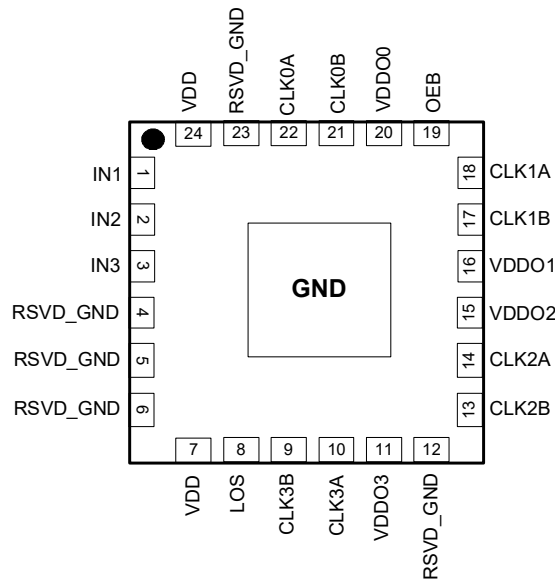 VDD
RSVD_GND
CLK0A
CLK0B
VDDO0
OEB
24
23
22
21
20
19
IN1 1
IN2 2
IN3 3
RSVD_GND 4
RSVD_GND 5
RSVD_GND 6
GND
18 CLK1A
17 CLK1B
16 VDDO1
15 VDDO2
14 CLK2A
13 CLK2B
7
8
9
10
11
12
VDD
LOS
CLK3B
CLK3A
VDDO3
RSVD_GND